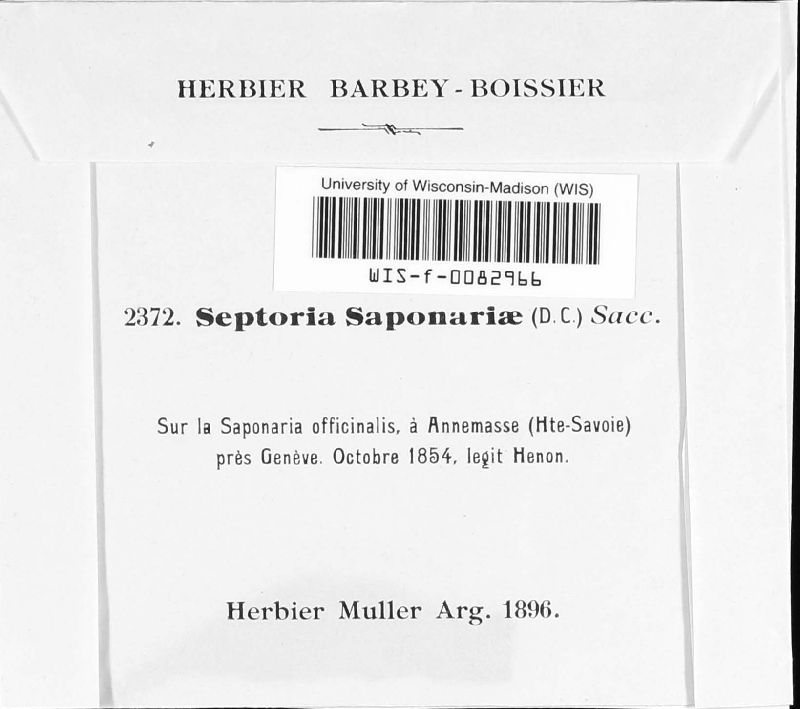 HERBIER BARBEY-BOISSIER
University of Wisconsin-Madison (WIS)
WIS-f-0082966
2372. Septoria Saponariæ (D.C.) Sacc.
Sur la Saponaria officinalis, à Annemasse (Hte-Savoie)
près Genève. Octobre 1854, legit Henon.
Herbier Muller Arg. 1896.